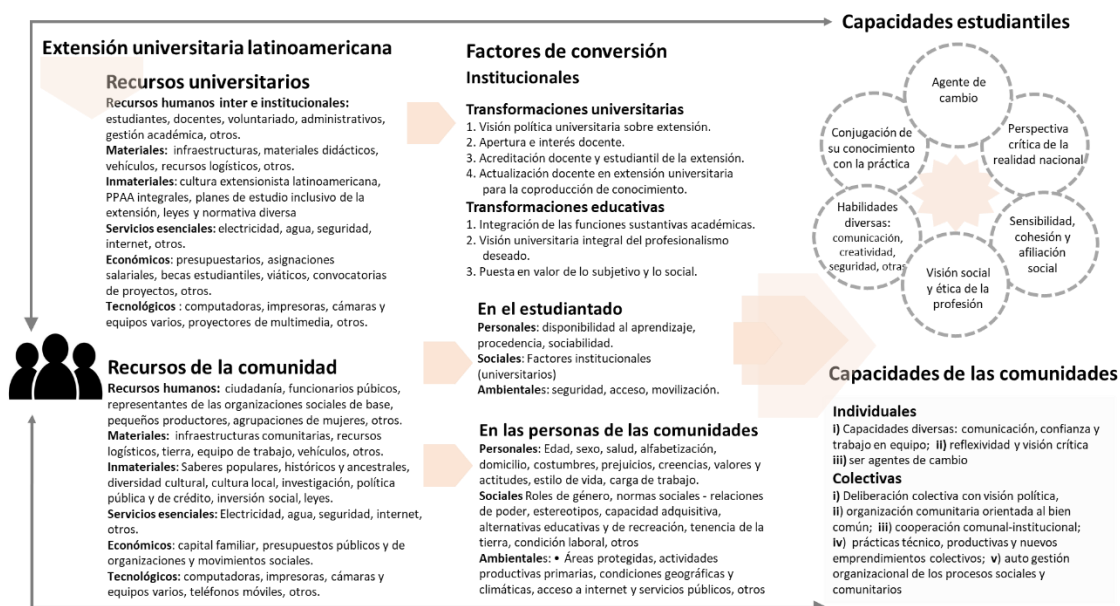 Extensión universitaria latinoamericana
Recursos universitarios
Recursos humanos inter e institucionales:
estudiantes, docentes, voluntariado, administrativos,
gestión académica, otros.
Materiales: infraestructuras, materiales didácticos,
vehículos, recursos logísticos, otros.
Inmateriales: cultura extensionista latinoamericana,
PPAA integrales, planes de estudio inclusivo de la
extensión, leyes y normativa diversa
Servicios esenciales: electricidad, agua, seguridad,
internet, otros.
Económicos: presupuestarios, asignaciones
salariales, becas estudiantiles, viáticos, convocatorias
de proyectos, otros.
Tecnológicos : computadoras, impresoras, cámaras y
equipos varios, proyectores de multimedia, otros.
Recursos de la comunidad
Recursos humanos: ciudadanía, funcionarios púbicos,
representantes de las organizaciones sociales de base,
pequeños productores, agrupaciones de mujeres, otros.
Materiales: infraestructuras comunitarias, recursos
logísticos, tierra, equipo de trabajo, vehículos, otros.
Inmateriales: Saberes populares, históricos y ancestrales,
diversidad cultural, cultura local, investigación, política
pública y de crédito, inversión social, leyes.
Servicios esenciales: Electricidad, agua, seguridad, internet,
otros.
Económicos: capital familiar, presupuestos públicos y de
organizaciones y movimientos sociales.
Tecnológicos: computadoras, impresoras, cámaras y
equipos varios, teléfonos móviles, otros.
Factores de conversión
Institucionales
Transformaciones universitarias
1. Visión política universitaria sobre extensión.
2. Apertura e interés docente.
3. Acreditación docente y estudiantil de la extensión.
4. Actualización docente en extensión universitaria
para la coproducción de conocimiento.
Transformaciones educativas
1. Integración de las funciones sustantivas académicas.
2. Visión universitaria integral del profesionalismo
deseado.
3. Puesta en valor de lo subjetivo y lo social.
En el estudiantado
Personales: disponibilidad al aprendizaje,
procedencia, sociabilidad.
Sociales: Factores institucionales
(universitarios)
Ambientales: seguridad, acceso, movilización.
En las personas de las comunidades
Personales: Edad, sexo, salud, alfabetización,
domicilio, costumbres, prejuicios, creencias, valores y
actitudes, estilo de vida, carga de trabajo.
Sociales Roles de género, normas sociales - relaciones
de poder, estereotipos, capacidad adquisitiva,
alternativas educativas y de recreación, tenencia de la
tierra, condición laboral, otros
Ambientales: • Áreas protegidas, actividades
productivas primarias, condiciones geográficas y
climáticas, acceso a internet y servicios públicos, otros
Capacidades estudiantiles
Agente de
cambio
Perspectiva
crítica de la
realidad nacional
Sensibilidad,
cohesión y
afiliación
social
Visión social
y ética de la
profesión
Habilidades
diversas:
comunicación,
creatividad,
seguridad, otras
Conjugación de
su conocimiento
con la práctica
Capacidades de las comunidades
Individuales
i) Capacidades diversas: comunicación, confianza y
trabajo en equipo; ii) reflexividad y visión crítica
iii) ser agentes de cambio
Colectivas
i) Deliberación colectiva con visión política,
ii) organización comunitaria orientada al bien
común; iii) cooperación comunal-institucional;
iv) prácticas técnico, productivas y nuevos
emprendimientos colectivos; v) auto gestión
organizacional de los procesos sociales y
comunitarios